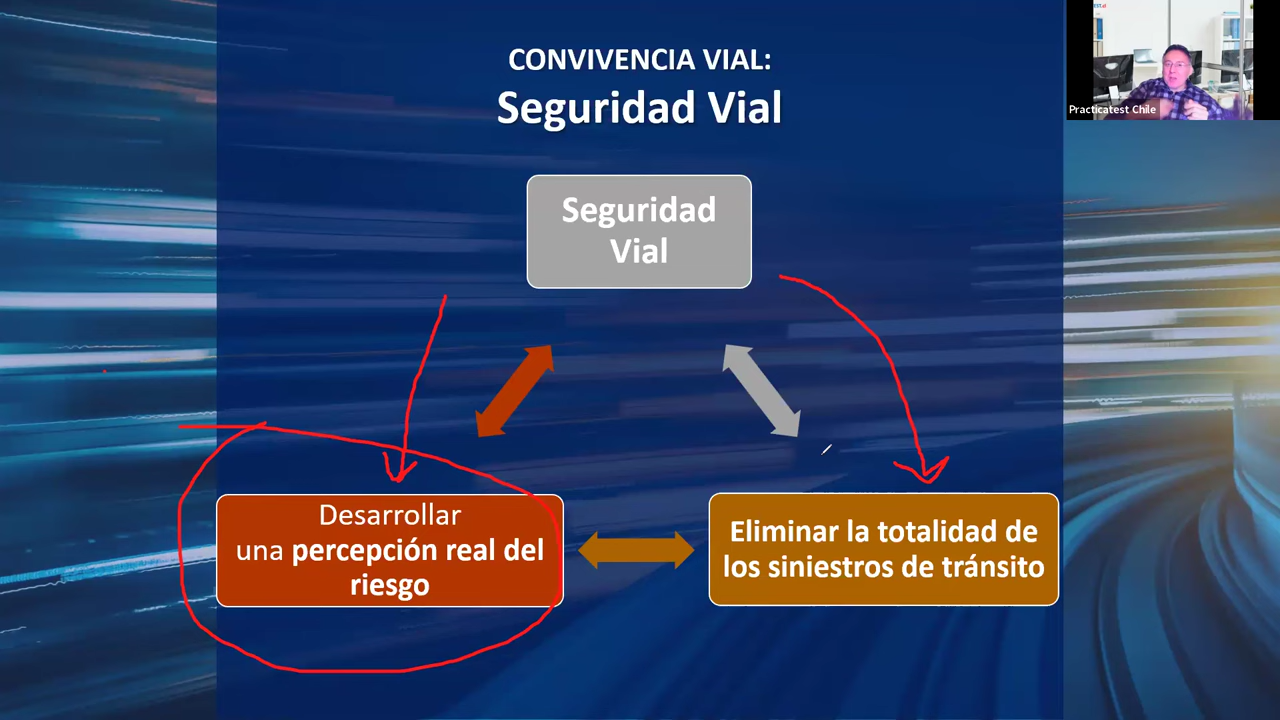 CONVIVENCIA VIAL:
Seguridad Vial
Seguridad
Vial
Desarrollar
una percepción real del
riesgo
Eliminar la totalidad de
los siniestros de tránsito
Practicatest Chile